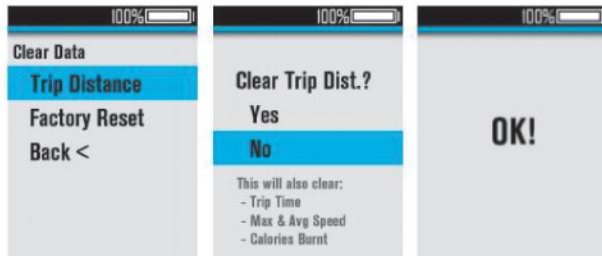 100%
Clear Data
Trip Distance
Factory Reset
Back <
100%
Clear Trip Dist.?
Yes
No
This will also clear:
- Trip Time
- Max & Avg Speed
- Calories Burnt
100%
OK!